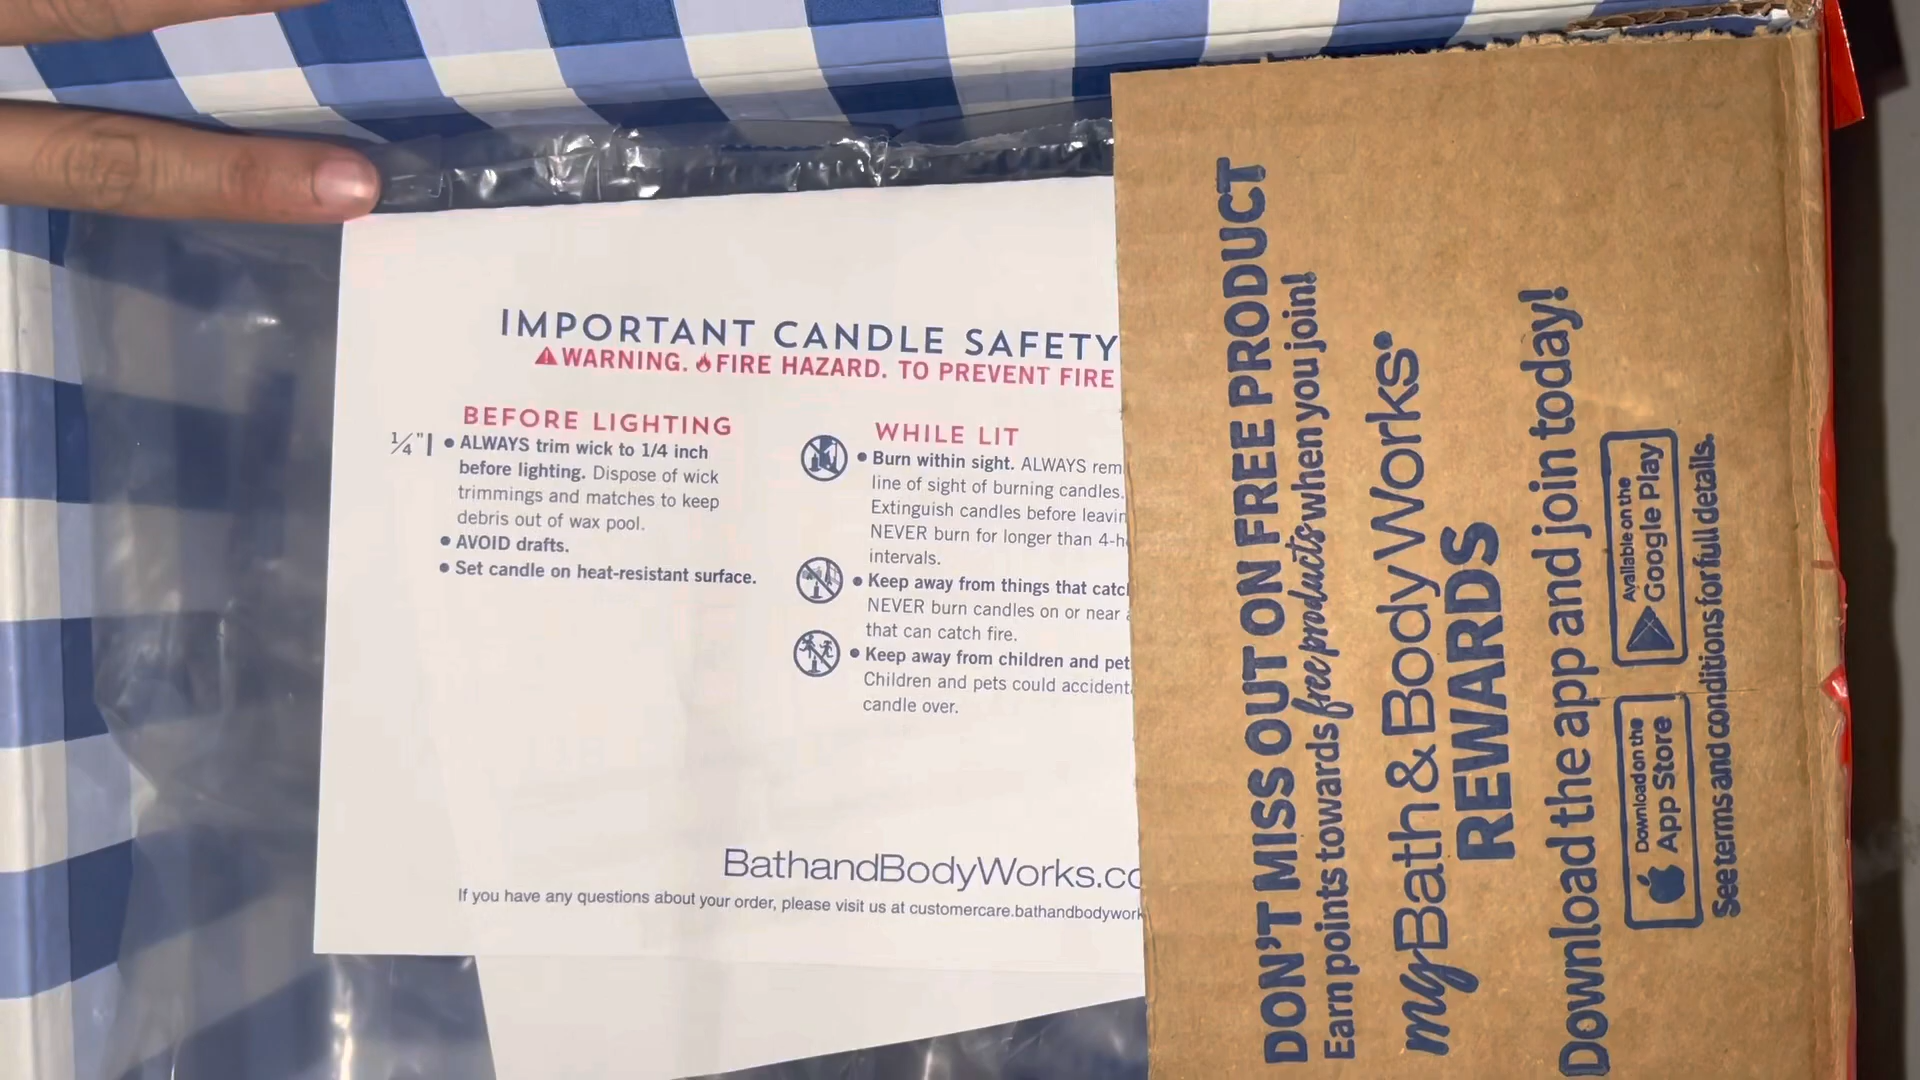 IMPORTANT CANDLE SAFETY
WARNING. FIRE HAZARD. TO PREVENT FIRE
BEFORE LIGHTING
1/4"
• ALWAYS trim wick to 1/4 inch
before lighting. Dispose of wick
trimmings and matches to keep
debris out of wax pool.
• AVOID drafts.
• Set candle on heat-resistant surface.
WHILE LIT
• Burn within sight. ALWAYS
line of sight of burning candles.
Extinguish candles before
NEVER burn for longer than
intervals.
• Keep away from things that
NEVER burn candles on or near
that can catch fire.
• Keep away from children and
Children and pets could
candle over.
BathandBodyWorks.
If you have any questions about your order, please visit us at
DON'T MISS OUT ON FREE PRODUCT
Earn points towards free products when you join!
my Bath & Body Works®
REWARDS
Download the app and join today!
Download on the
App Store
Available on the
Google Play
See terms and conditions for full details.